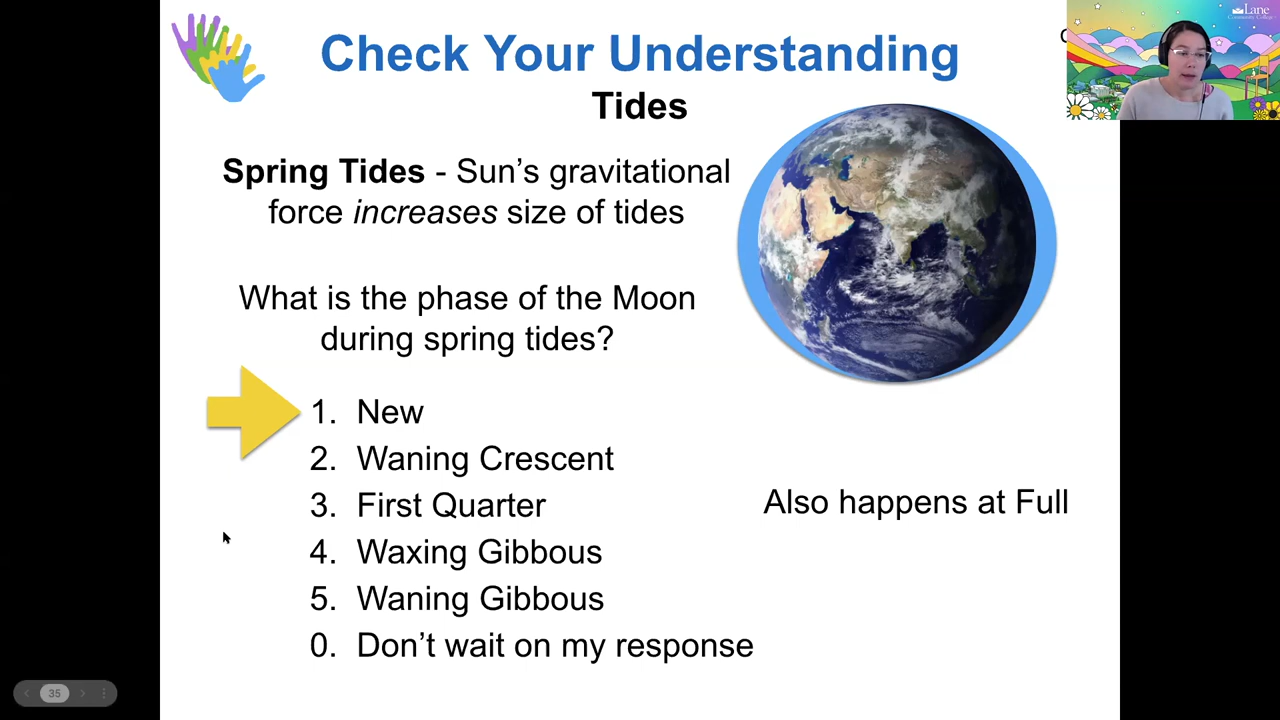 Check Your Understanding
Tides
Spring Tides - Sun’s gravitational
force increases size of tides
What is the phase of the Moon
during spring tides?
1. New
2. Waning Crescent
3. First Quarter
4. Waxing Gibbous
5. Waning Gibbous
0. Don’t wait on my response
Also happens at Full
Lane
Community College
35